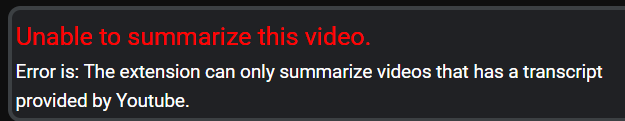 Unable to summarize this video.
Error is: The extension can only summarize videos that has a transcript
provided by Youtube.